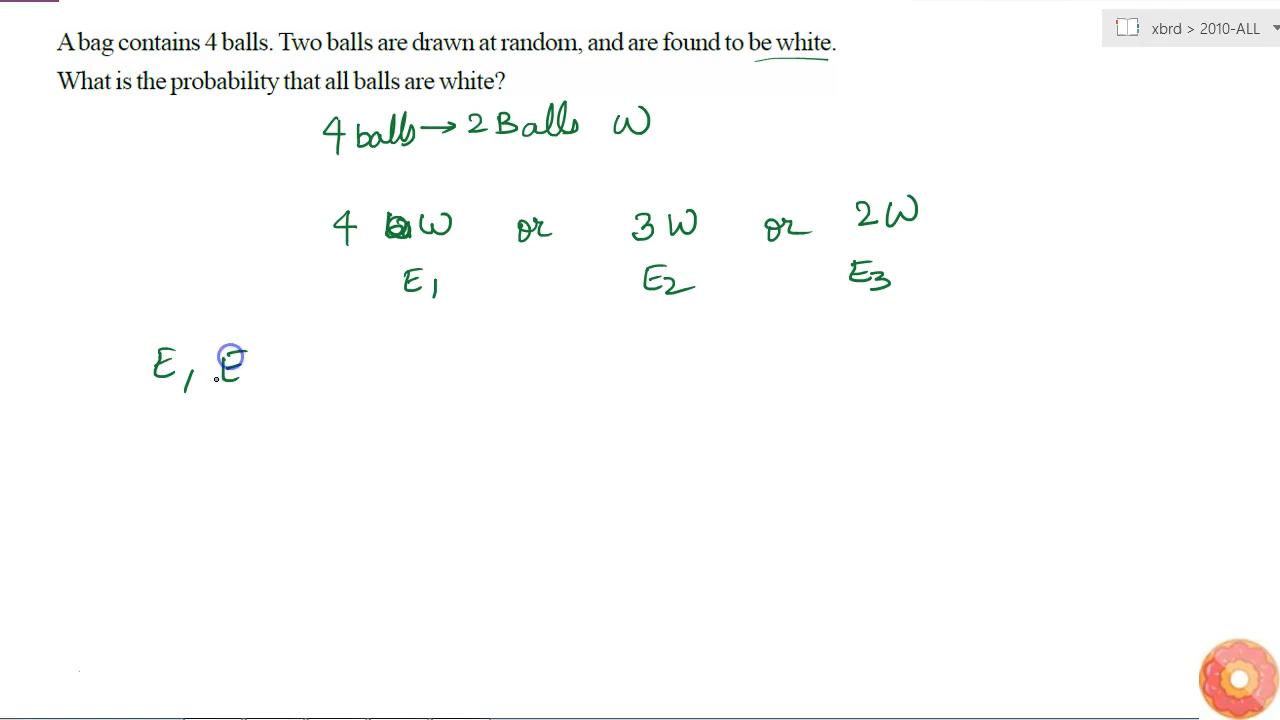 xbrd > 2010-ALL
A bag contains 4 balls. Two balls are drawn at random, and are found to be white.
What is the probability that all balls are white?
4 balls → 2 Balls W
4 W or 3 W or 2 W
E1 E2 E3
E, E